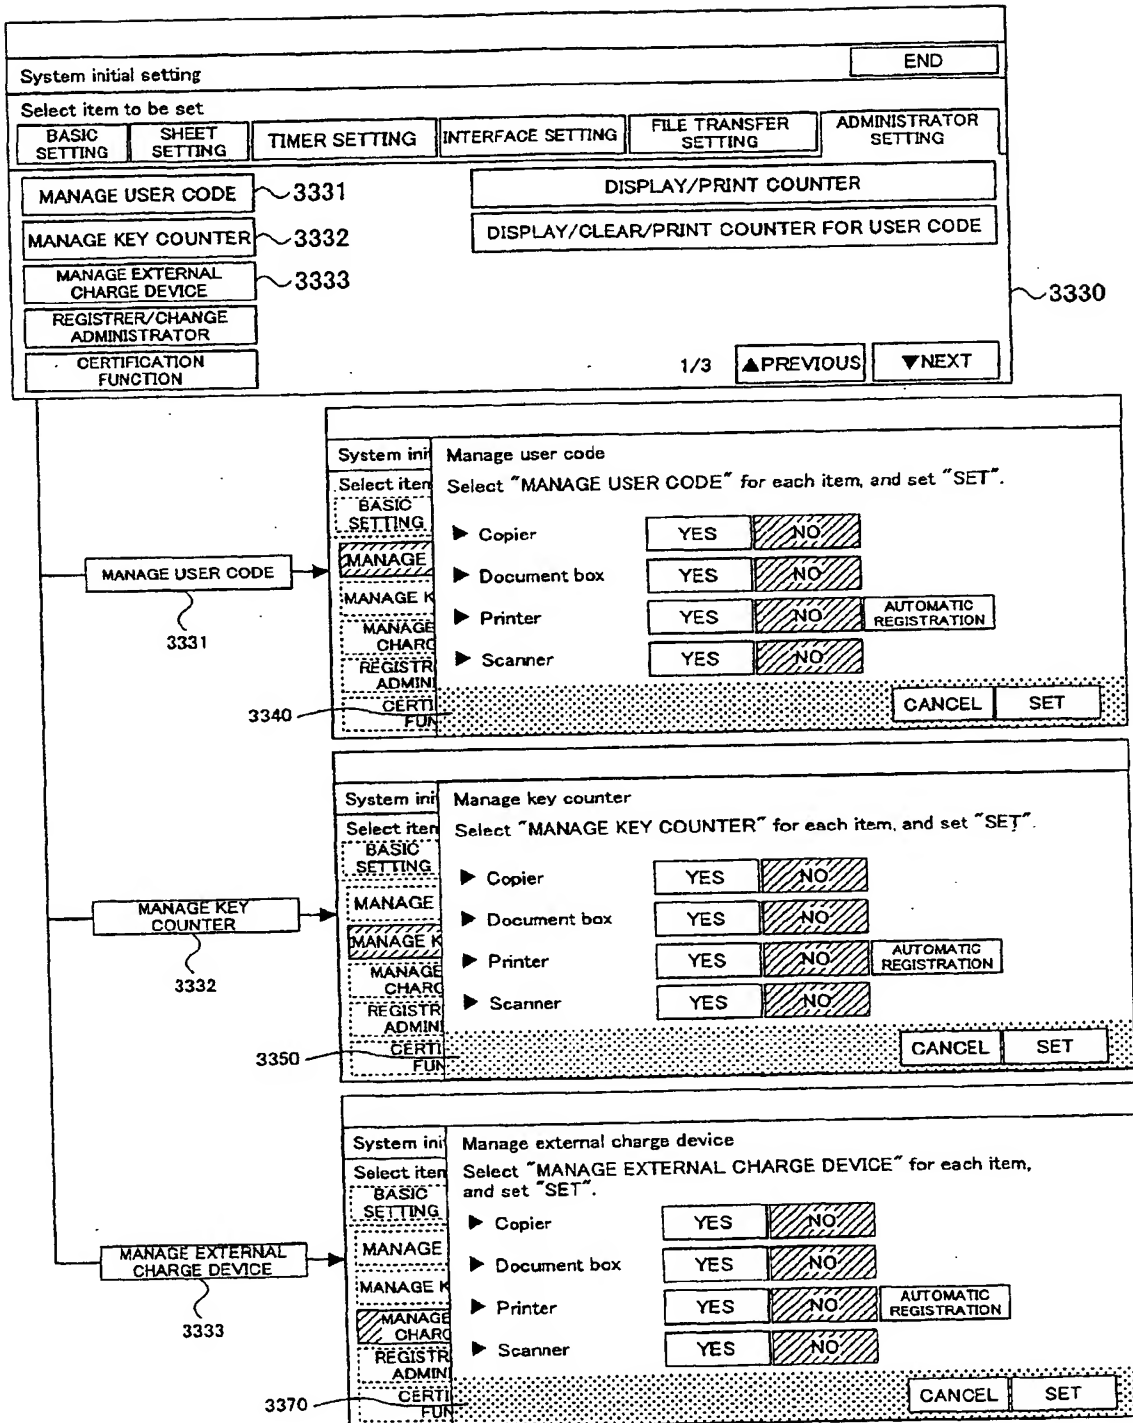 System initial setting
END
Select item to be set
BASIC
SETTING
SHEET
SETTING
TIMER SETTING
INTERFACE SETTING
FILE TRANSFER
SETTING
ADMINISTRATOR
SETTING
MANAGE USER CODE
3331
DISPLAY/PRINT COUNTER
MANAGE KEY COUNTER
3332
DISPLAY/CLEAR/PRINT COUNTER FOR USER CODE
MANAGE EXTERNAL
CHARGE DEVICE
3333
3330
REGISTRER/CHANGE
ADMINISTRATOR
CERTIFICATION
FUNCTION
1/3
▲PREVIOUS
▼NEXT
System init
Manage user code
Select iten
Select "MANAGE USER CODE" for each item, and set "SET".
BASIC
SETTING
▶ Copier
YES
NO
MANAGE
▶ Document box
YES
NO
MANAGE USER CODE
3331
MANAGE K
▶ Printer
YES
NO
AUTOMATIC
REGISTRATION
MANAGE
CHARG
▶ Scanner
YES
NO
REGISTR
ADMINI
CERTI
FUN
3340
CANCEL
SET
System init
Manage key counter
Select iten
Select "MANAGE KEY COUNTER" for each item, and set "SET".
BASIC
SETTING
▶ Copier
YES
NO
MANAGE
▶ Document box
YES
NO
MANAGE KEY
COUNTER
3332
MANAGE K
▶ Printer
YES
NO
AUTOMATIC
REGISTRATION
MANAGE
CHARG
▶ Scanner
YES
NO
REGISTR
ADMINI
CERTI
FUN
3350
CANCEL
SET
System init
Manage external charge device
Select iten
Select "MANAGE EXTERNAL CHARGE DEVICE" for each item,
and set "SET".
BASIC
SETTING
▶ Copier
YES
NO
MANAGE
▶ Document box
YES
NO
MANAGE EXTERNAL
CHARGE DEVICE
3333
MANAGE K
▶ Printer
YES
NO
AUTOMATIC
REGISTRATION
MANAGE
CHARG
▶ Scanner
YES
NO
REGISTR
ADMINI
CERTI
FUN
3370
CANCEL
SET